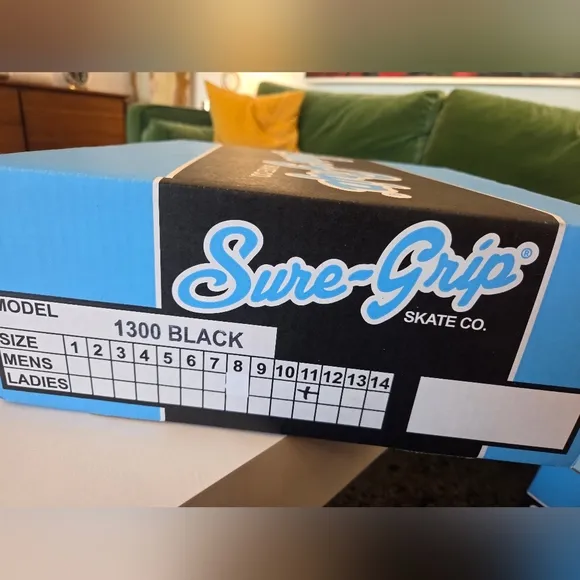 Sure-Grip®
SKATE CO.
MODEL 1300 BLACK
SIZE 1 2 3 4 5 6 7 8 9 10 11 12 13 14
MENS
LADIES